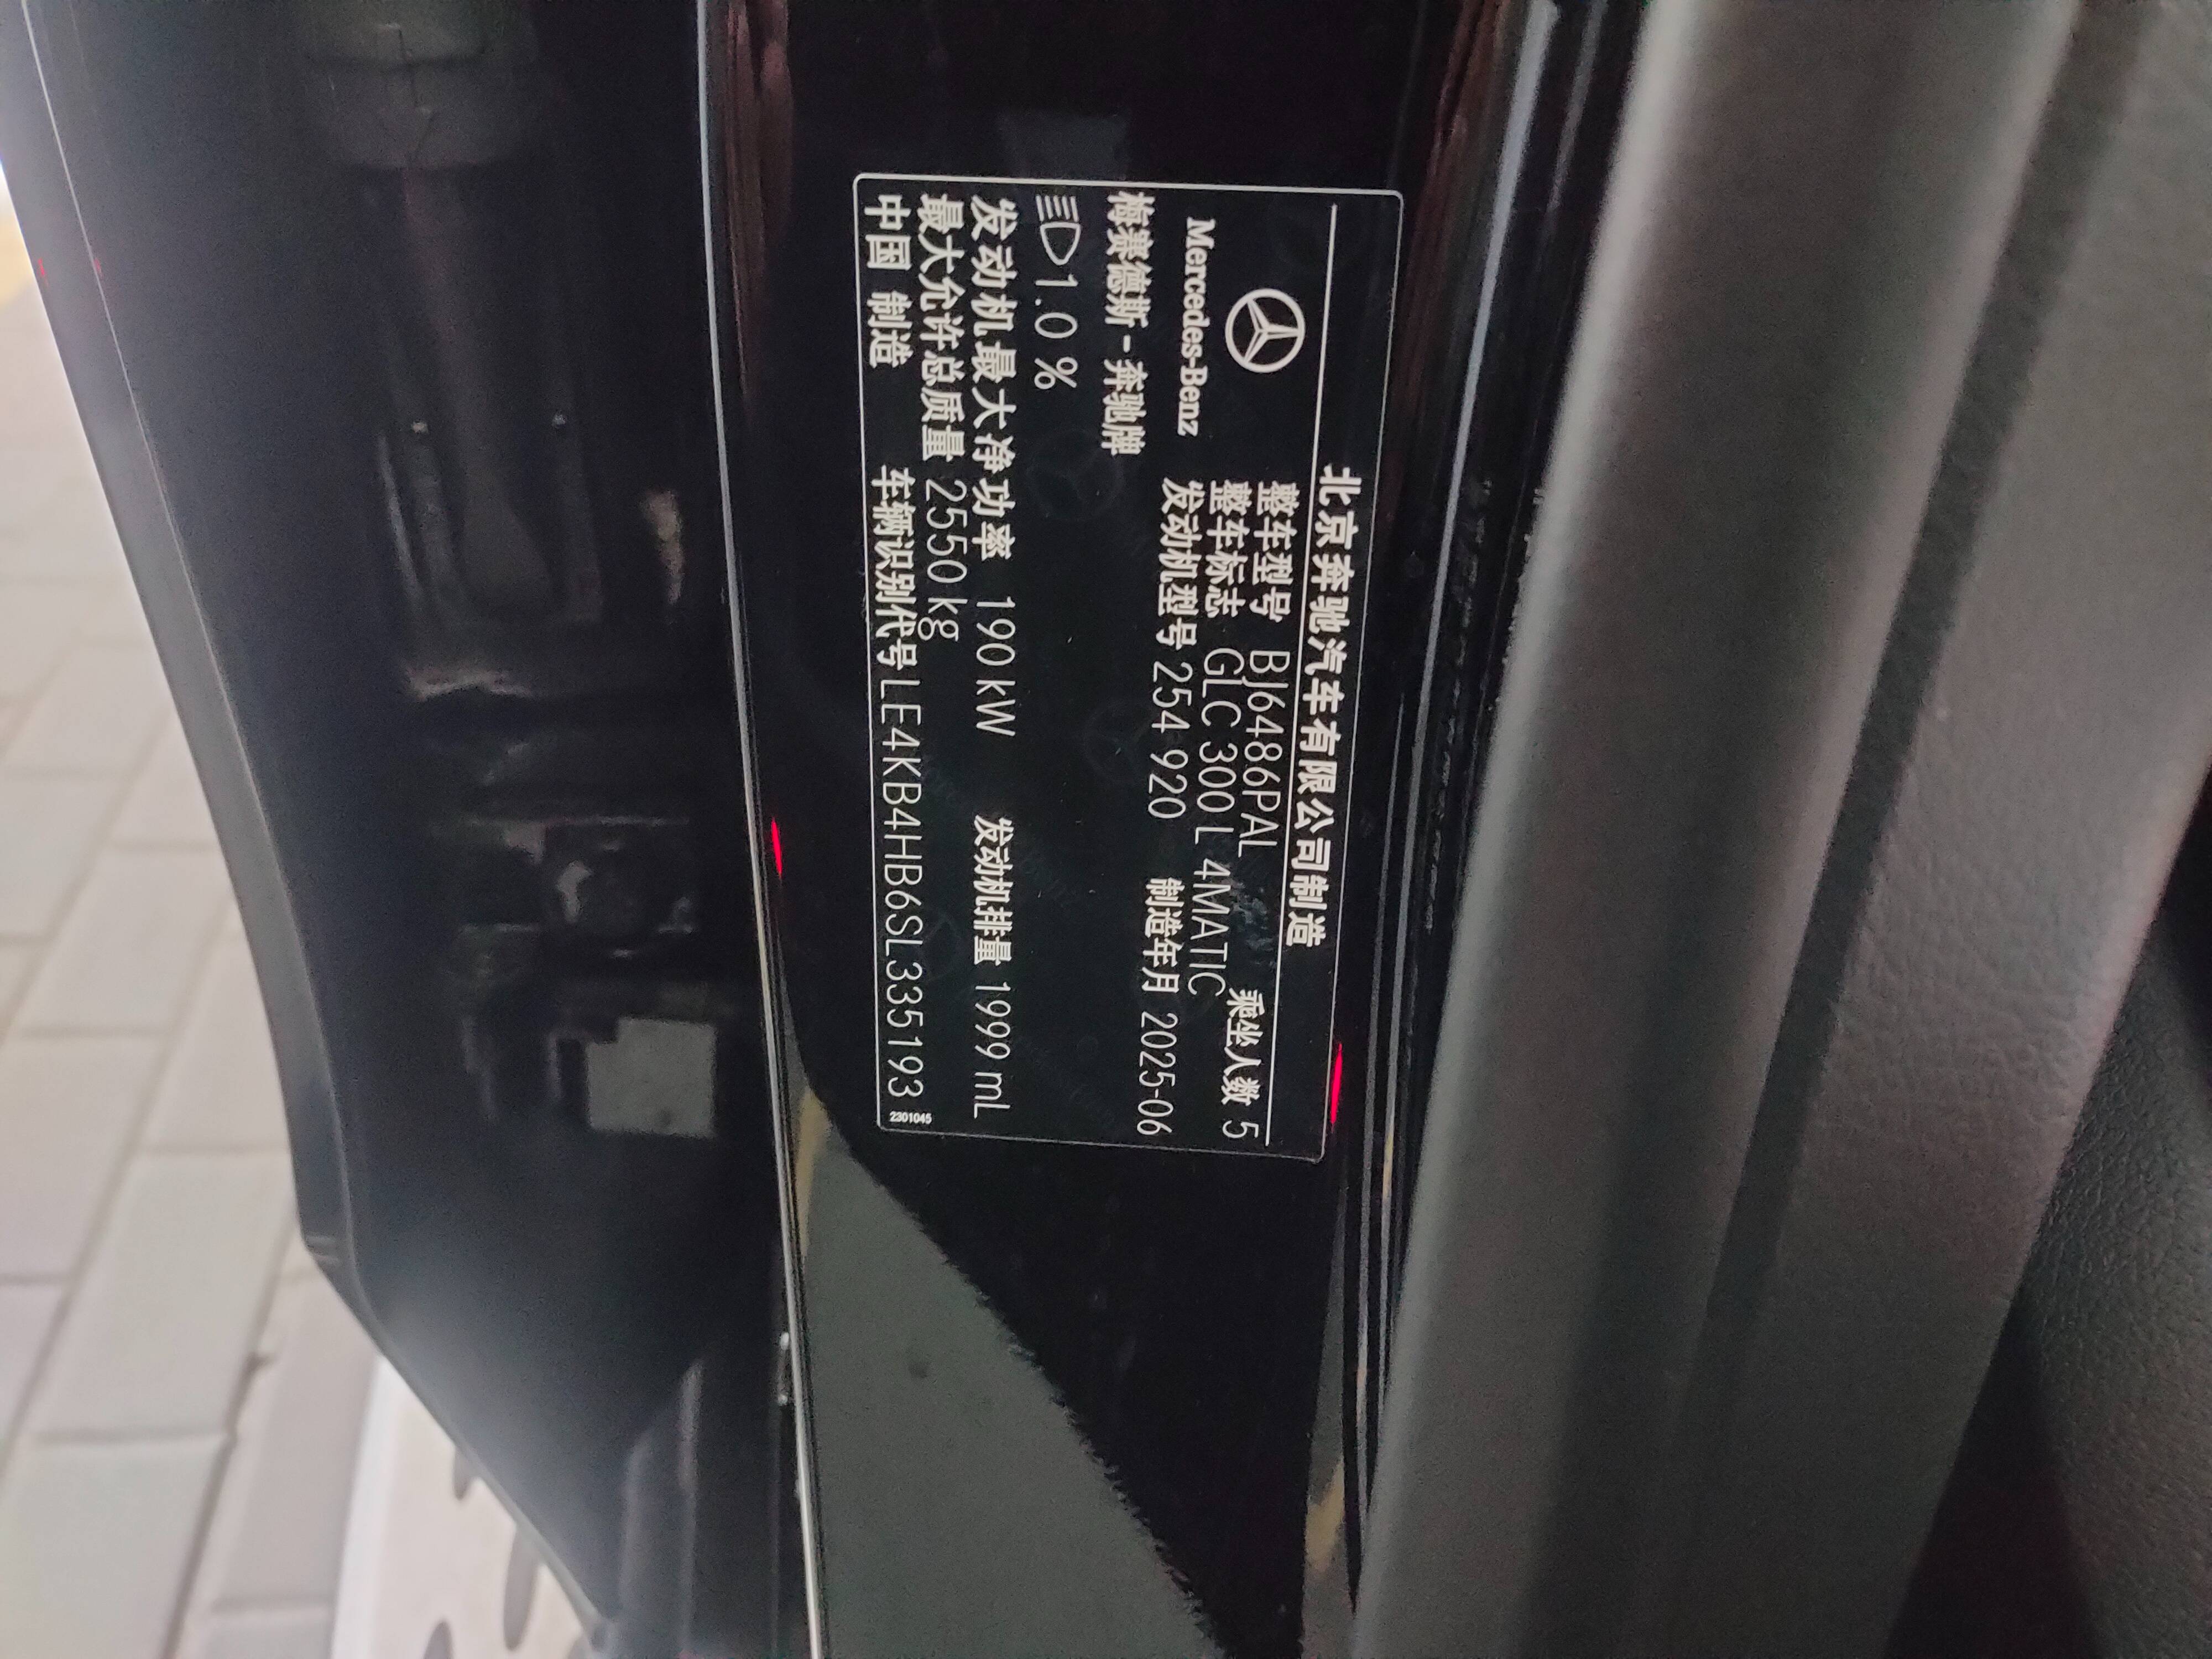 北京奔驰汽车有限公司制造
Mercedes-Benz
梅赛德斯-奔驰牌
整车型号 BJ6486PAL 乘坐人数 5
整车标志 GLC 300 L 4MATIC
发动机型号 254 920 制造年月 2025-06
1.0 %
发动机最大净功率 190 kW 发动机排量 1999 mL
最大允许总质量 2550 kg
中国 制造 车辆识别代号 LE4KB4HB6SL335193
2301045